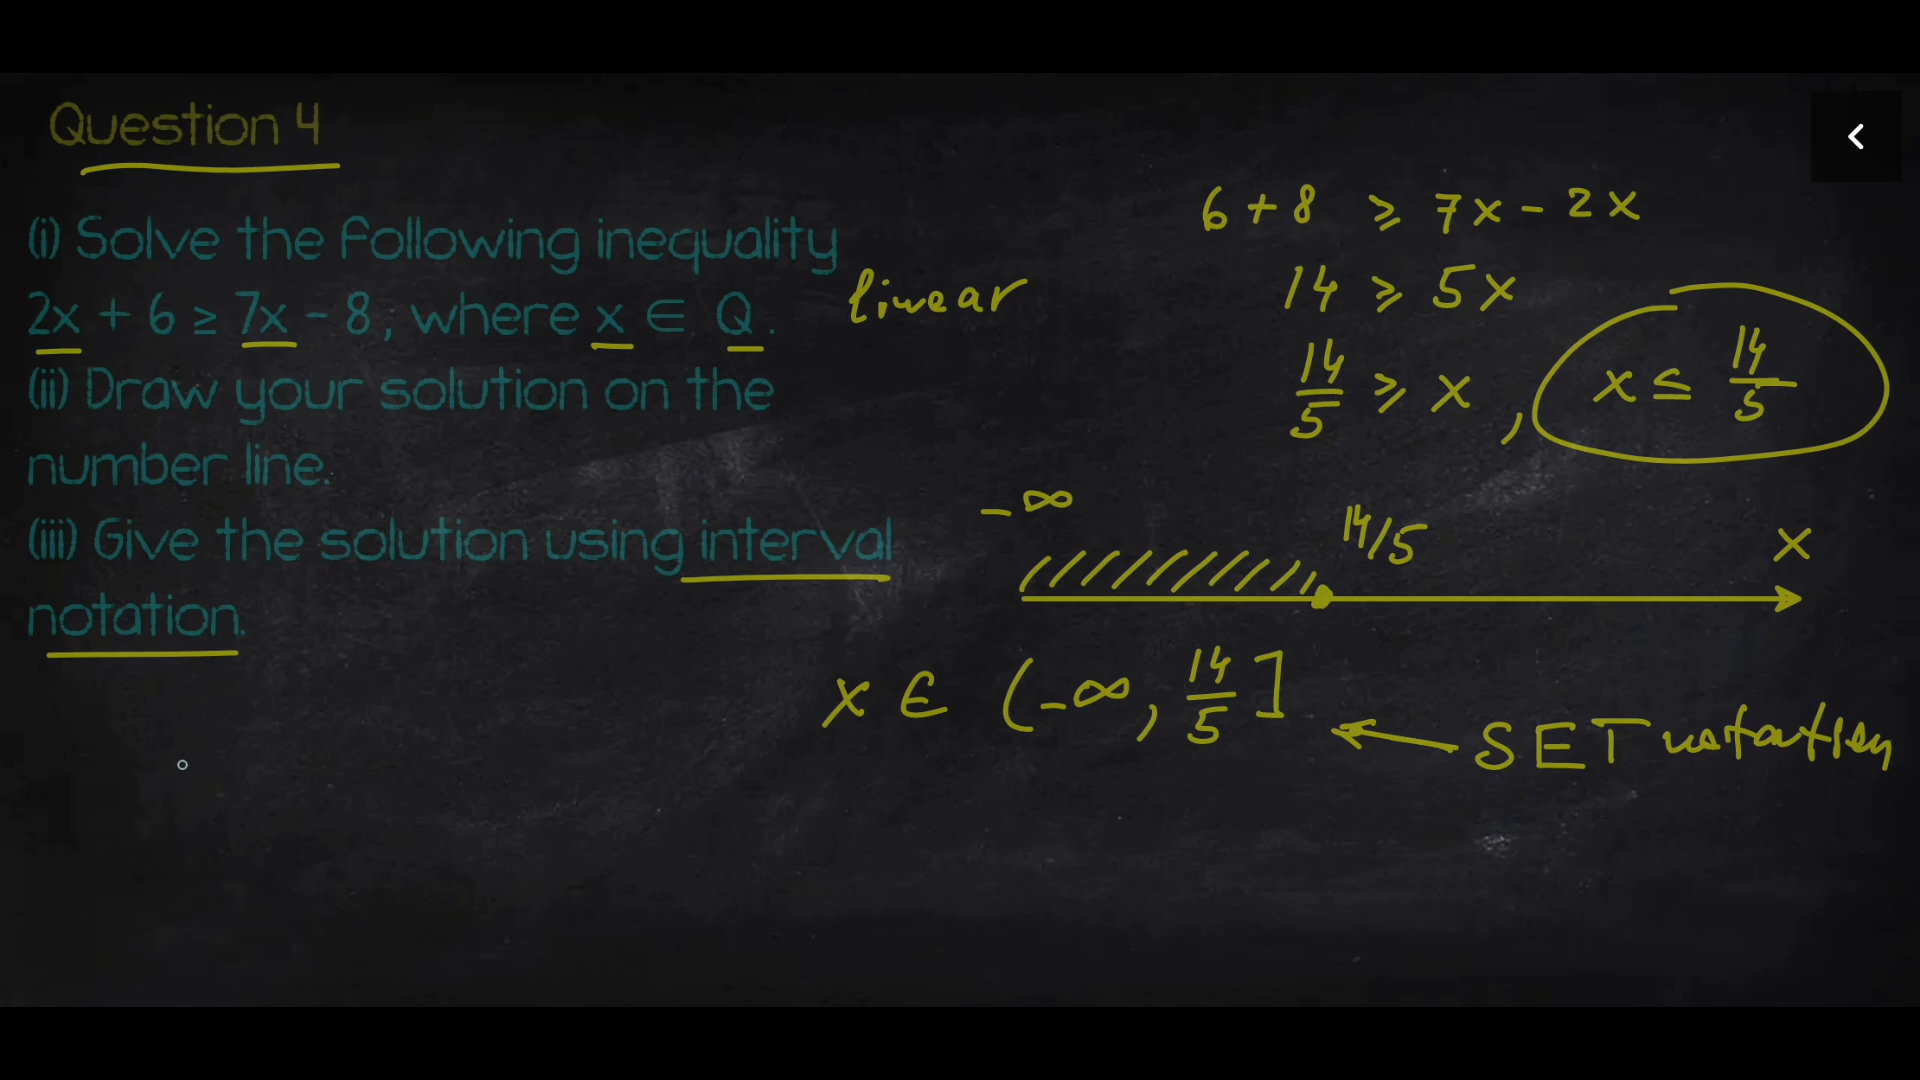 Question 4
(i) Solve the following inequality
2x + 6 ≥ 7x - 8, where x ∈ Q.
(ii) Draw your solution on the
number line.
(iii) Give the solution using interval
notation.
linear
6 + 8 ≥ 7x - 2x
14 ≥ 5x
14/5 ≥ x , x ≤ 14/5
-∞ 14/5 x
x ∈ (-∞, 14/5]
SET notation